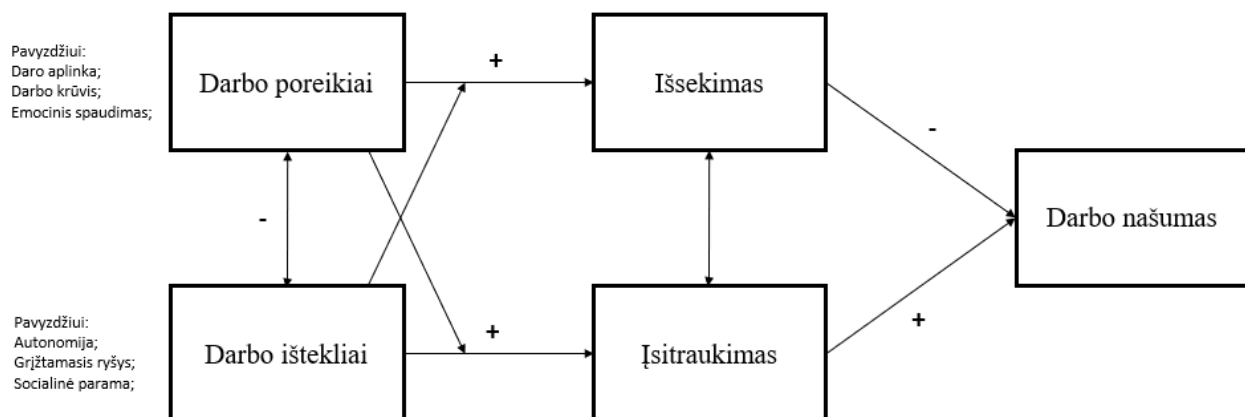 Pavyzdžiui:
Daro aplinka;
Darbo krūvis;
Emocinis spaudimas;
Darbo poreikiai
+
Išsekimas
-
-
Darbo našumas
Pavyzdžiui:
Autonomija;
Grįžtamasis ryšys;
Socialinė parama;
Darbo ištekliai
+
Įsitraukimas
+